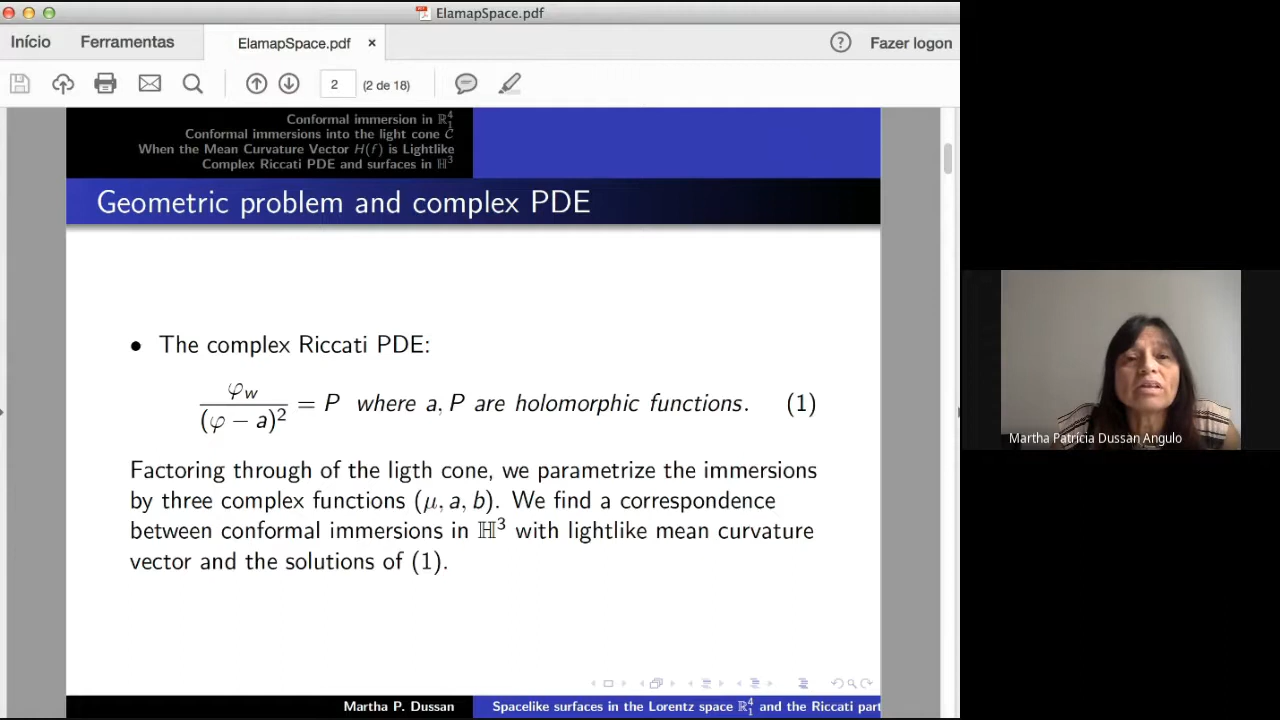 ElamapSpace.pdf
Início
Ferramentas
ElamapSpace.pdf ×
? Fazer logon
2 (2 de 18)
Conformal immersion in ℝ⁴₁
Conformal immersions into the light cone C
When the Mean Curvature Vector H(f) is Lightlike
Complex Riccati PDE and surfaces in ℍ³
Geometric problem and complex PDE
• The complex Riccati PDE:
φ_w / (φ − a)² = P where a, P are holomorphic functions. (1)
Factoring through of the ligth cone, we parametrize the immersions
by three complex functions (μ, a, b). We find a correspondence
between conformal immersions in ℍ³ with lightlike mean curvature
vector and the solutions of (1).
Martha P. Dussan
Spacelike surfaces in the Lorentz space ℝ⁴₁ and the Riccati part
Martha Patrícia Dussan Angulo